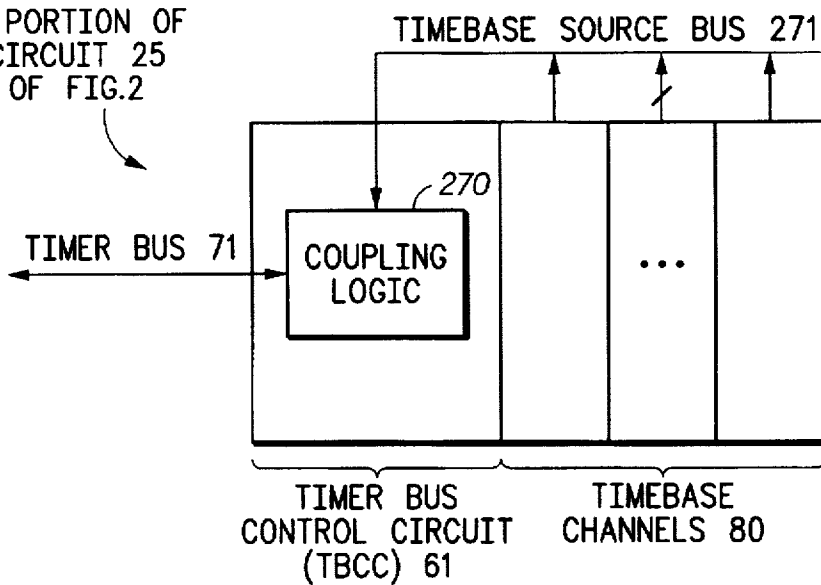 PORTION OF
CIRCUIT 25
OF FIG.2
TIMEBASE SOURCE BUS 271
270
TIMER BUS 71
COUPLING
LOGIC
TIMER BUS
CONTROL CIRCUIT
(TBCC) 61
TIMEBASE
CHANNELS 80